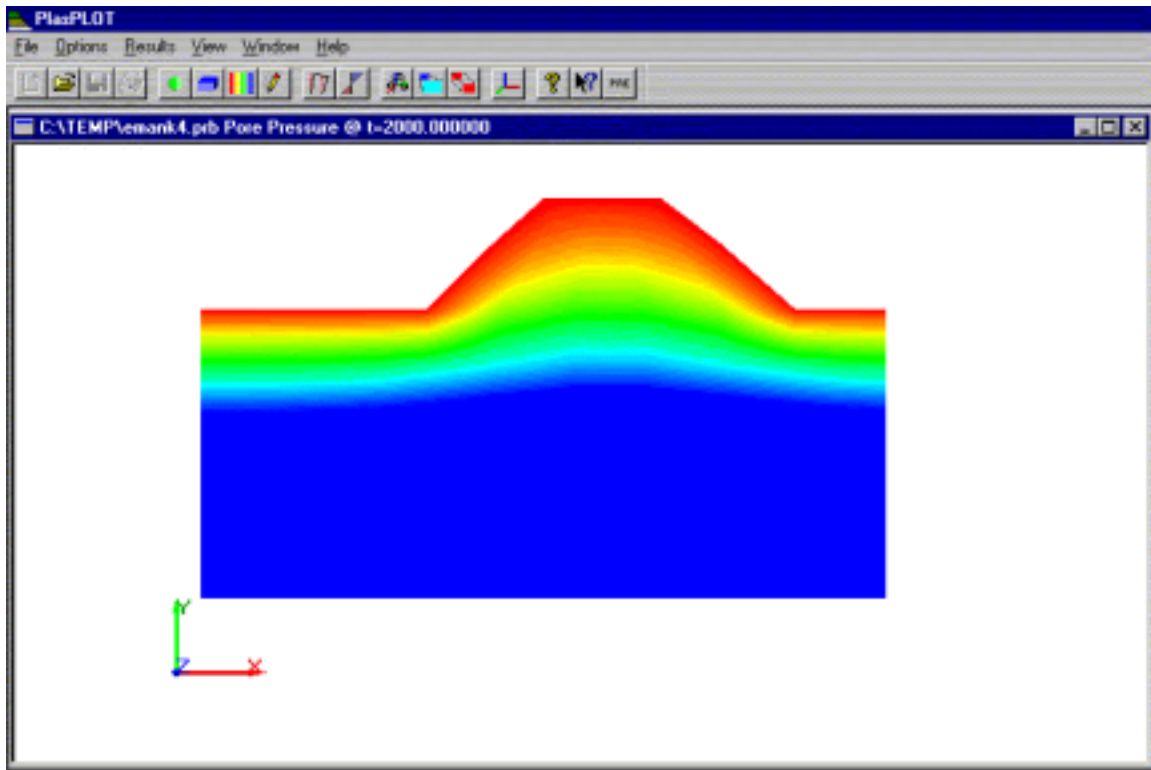 PlasPLOT
File Options Results View Window Help
C:\TEMP\emank4.prb Pore Pressure @ t=2000.000000
Y
Z X